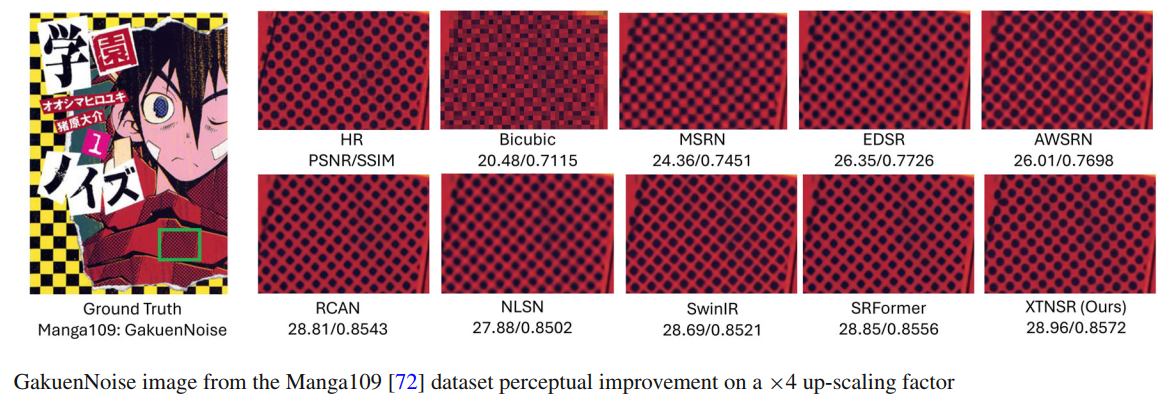 学園
オオシマヒロユキ
猪原大介
1
ノイズ
Ground Truth
Manga109: GakuenNoise
HR
PSNR/SSIM
Bicubic
20.48/0.7115
MSRN
24.36/0.7451
EDSR
26.35/0.7726
AWSRN
26.01/0.7698
RCAN
28.81/0.8543
NLSN
27.88/0.8502
SwinIR
28.69/0.8521
SRFormer
28.85/0.8556
XTNSR (Ours)
28.96/0.8572
GakuenNoise image from the Manga109 [72] dataset perceptual improvement on a ×4 up-scaling factor